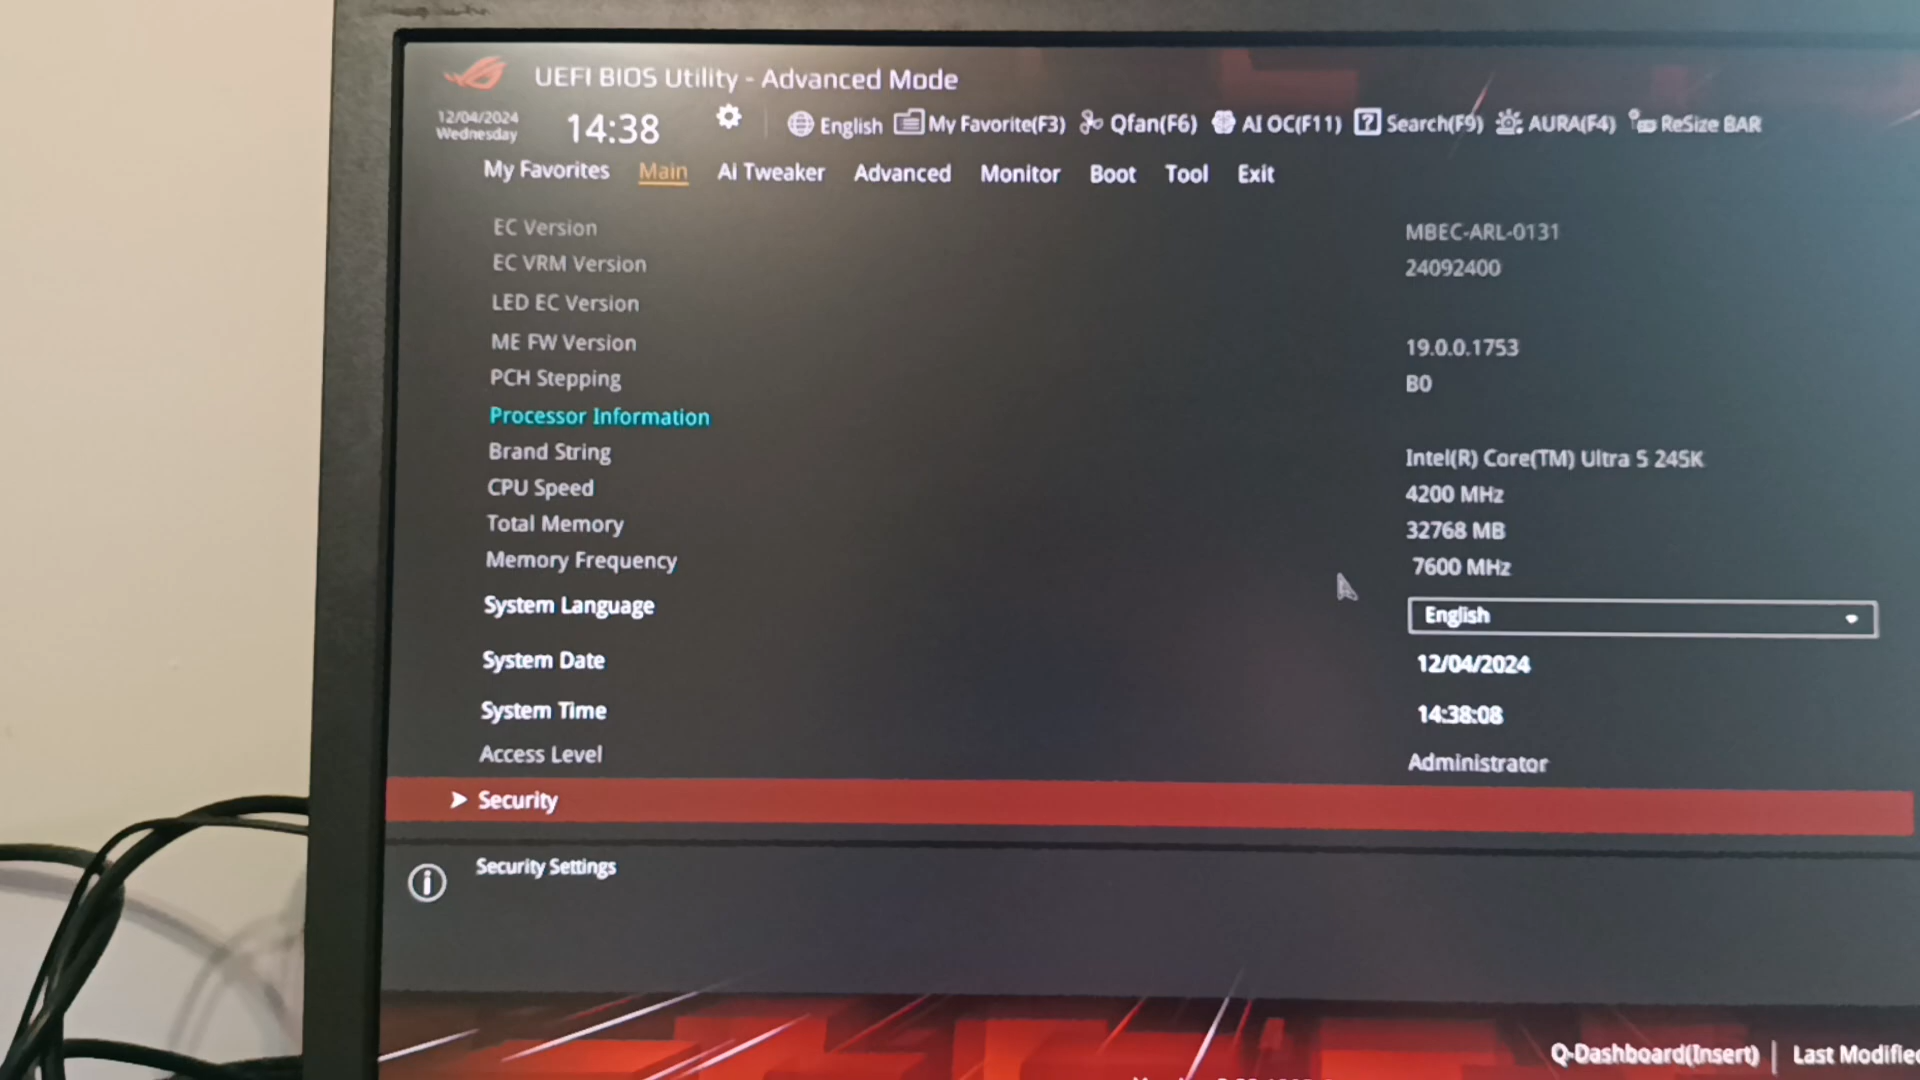 UEFI BIOS Utility - Advanced Mode
12/04/2024
Wednesday
14:38
English
My Favorite(F3)
Qfan(F6)
AI OC(F11)
Search(F9)
AURA(F4)
ReSize BAR
My Favorites Main Ai Tweaker Advanced Monitor Boot Tool Exit
EC Version MBEC-ARL-0131
EC VRM Version 24092400
LED EC Version
ME FW Version 19.0.0.1753
PCH Stepping B0
Processor Information
Brand String Intel(R) Core(TM) Ultra 5 245K
CPU Speed 4200 MHz
Total Memory 32768 MB
Memory Frequency 7600 MHz
System Language English
System Date 12/04/2024
System Time 14:38:08
Access Level Administrator
Security
Security Settings
Q-Dashboard(Insert) | Last Modified